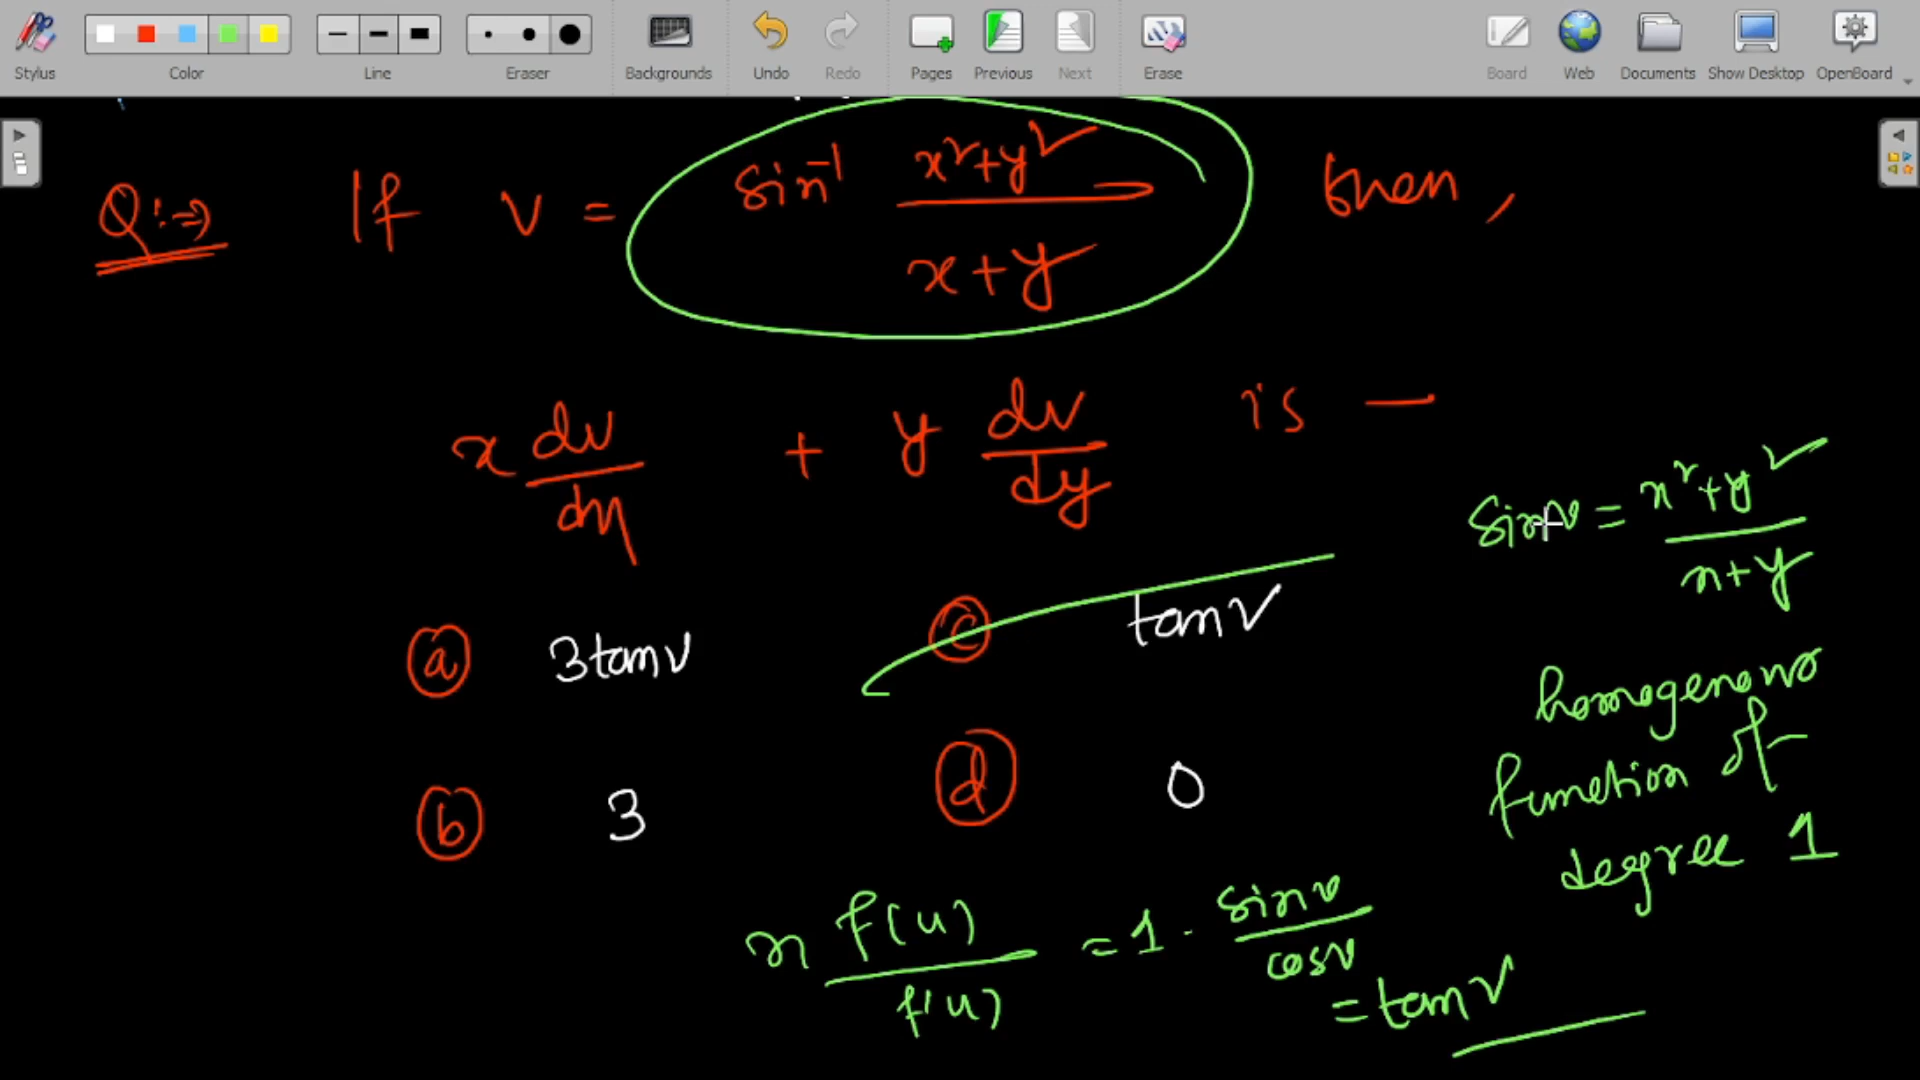 Stylus Color Line Eraser Backgrounds Undo Redo Pages Previous Next Erase Board Web Documents Show Desktop OpenBoard
Q:⇒ If v = sin⁻¹ (x²+y²)/(x+y) then,
x dv/dx + y dv/dy is —
sin v = (x²+y²)/(x+y)
(a) 3tanv
(c) tanv
(b) 3
(d) 0
homogenous
function of
degree 1
n f(u)/f'(u) = 1 · sinv/cosv
= tanv